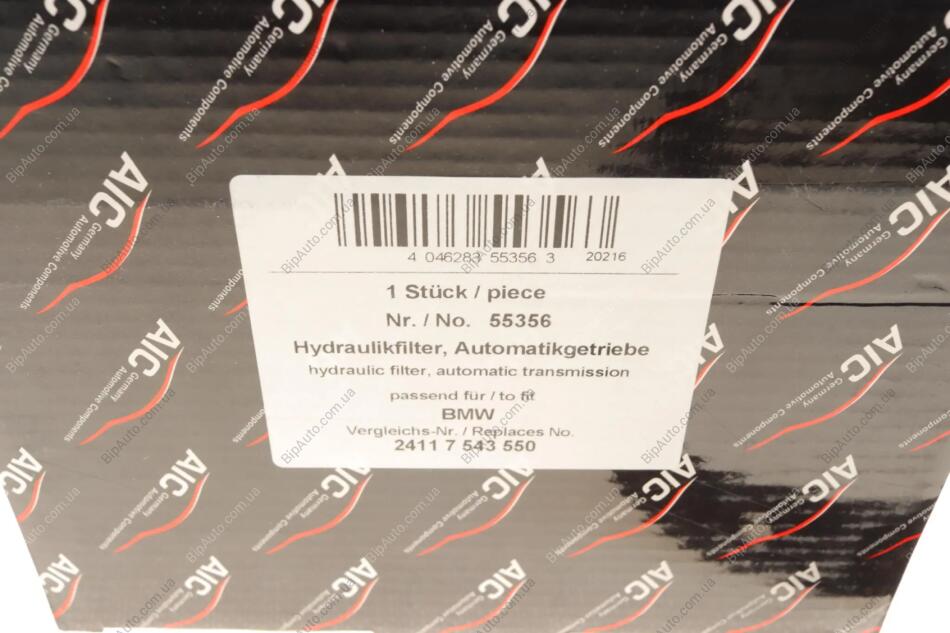 4 046283 55356 3 20216
1 Stück / piece
Nr. / No. 55356
Hydraulikfilter, Automatikgetriebe
hydraulic filter, automatic transmission
passend für / to fit
BMW
Vergleichs-Nr. / Replaces No.
2411 7 543 550
AIC
Germany
Automotive Components
BipAuto.com.ua